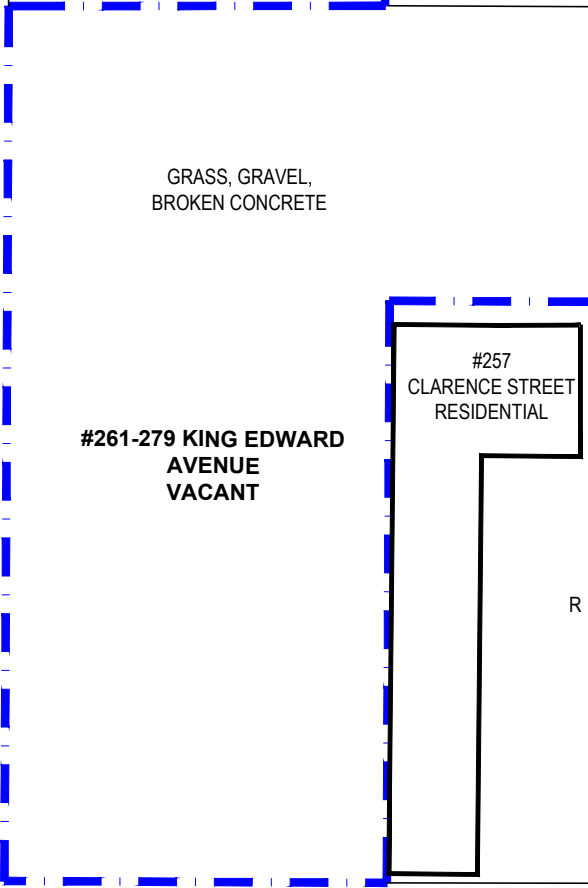 GRASS, GRAVEL,
BROKEN CONCRETE
#257
CLARENCE STREET
RESIDENTIAL
#261-279 KING EDWARD
AVENUE
VACANT
R